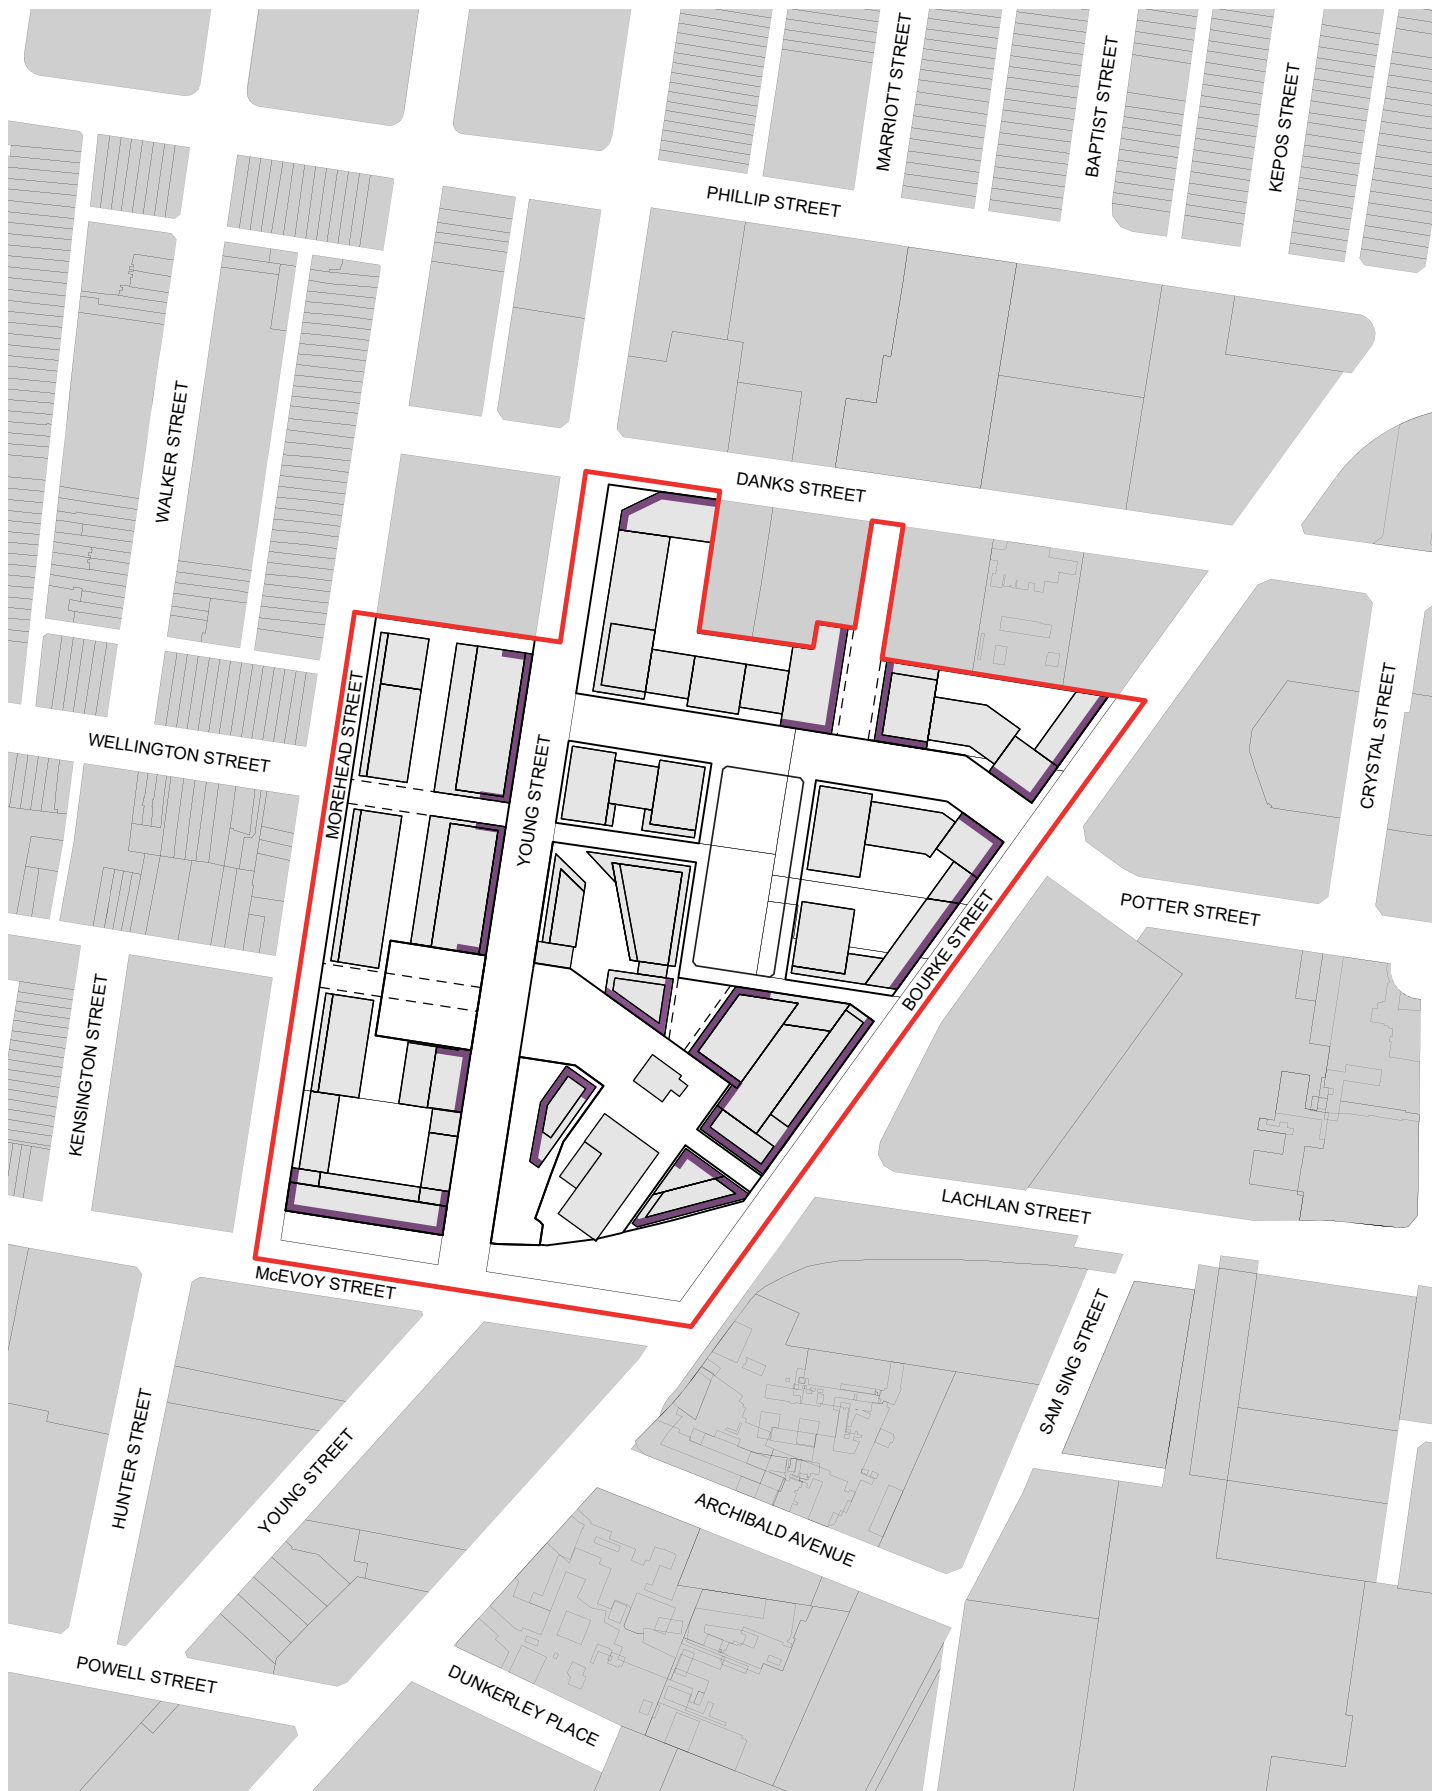 MARRIOTT STREET
BAPTIST STREET
KEPOS STREET
PHILLIP STREET
WALKER STREET
DANKS STREET
MOREHEAD STREET
WELLINGTON STREET
YOUNG STREET
CRYSTAL STREET
POTTER STREET
BOURKE STREET
KENSINGTON STREET
LACHLAN STREET
McEVOY STREET
SAM SING STREET
HUNTER STREET
YOUNG STREET
ARCHIBALD AVENUE
POWELL STREET
DUNKERLEY PLACE